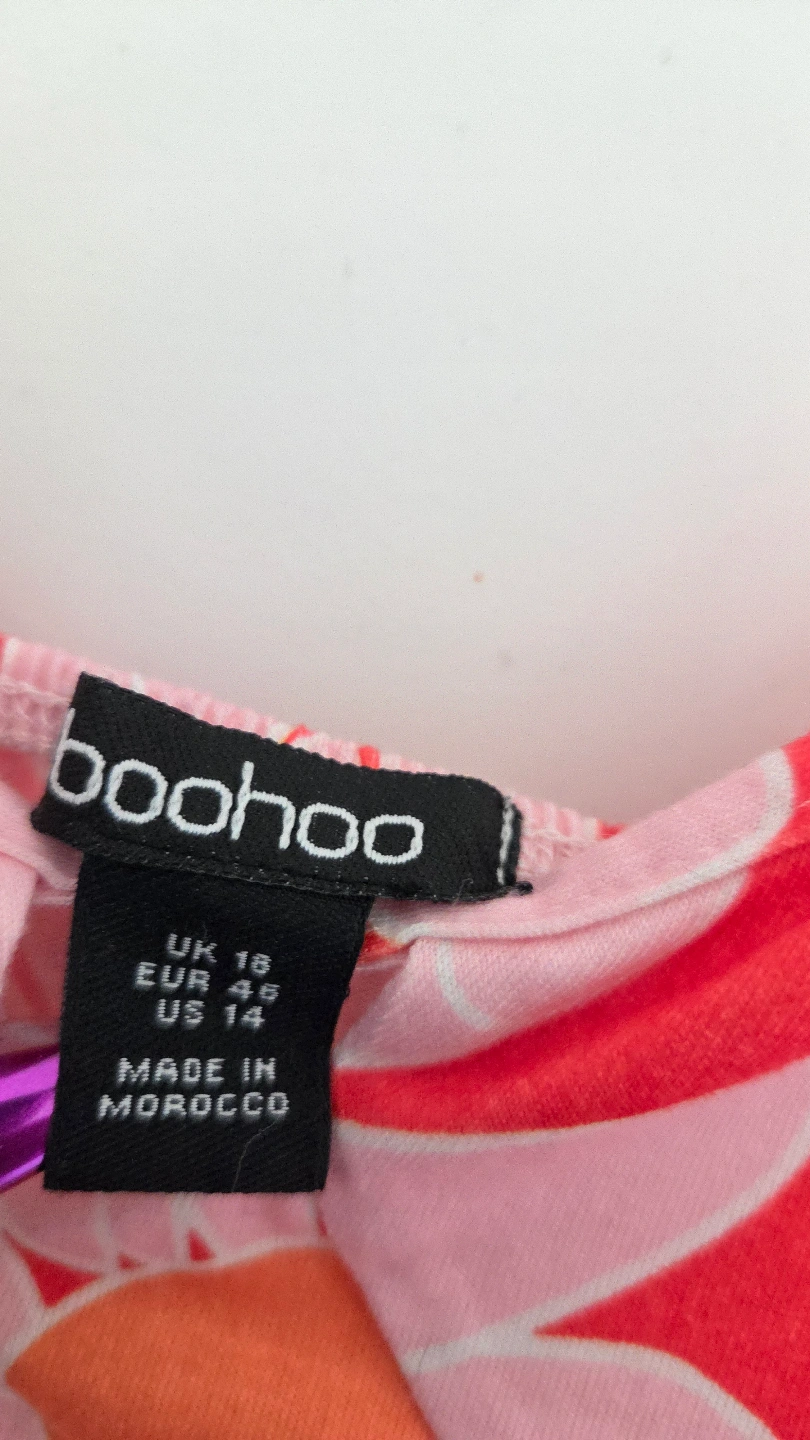 boohoo
UK 18
EUR 46
US 14
MADE IN
MOROCCO